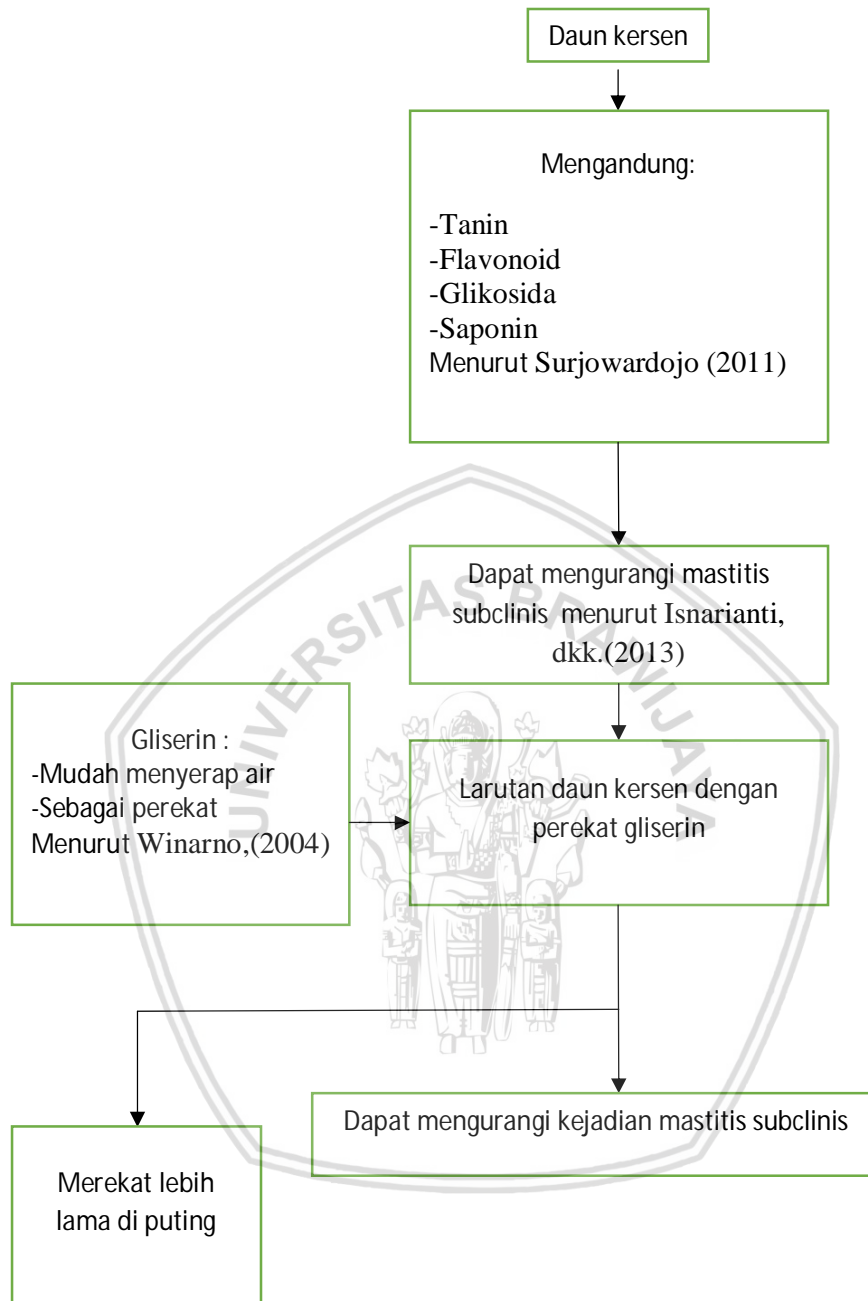 Daun kersen
Mengandung:
-Tanin
-Flavonoid
-Glikosida
-Saponin
Menurut Surjowardojo (2011)
Dapat mengurangi mastitis
subclinis menurut Isnarianti,
dkk.(2013)
Gliserin :
-Mudah menyerap air
-Sebagai perekat
Menurut Winarno,(2004)
Larutan daun kersen dengan
perekat gliserin
Dapat mengurangi kejadian mastitis subclinis
Merekat lebih
lama di puting
UNIVERSITAS BRAWIJAYA